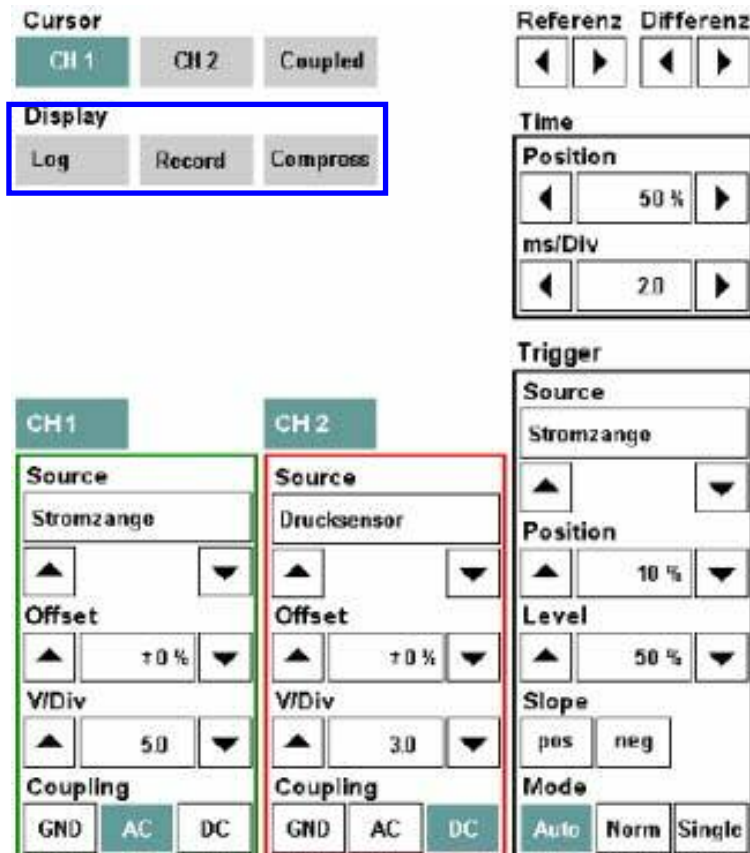 Cursor
CH 1 CH 2 Coupled
Display
Log Record Compress
Referenz Differenz
Time
Position
50 %
ms/Div
2.0
Trigger
Source
Stromzange
Position
10 %
Level
50 %
Slope
pos neg
Mode
Auto Norm Single
CH 1
Source
Stromzange
Offset
±0 %
V/Div
5.0
Coupling
GND AC DC
CH 2
Source
Drucksensor
Offset
±0 %
V/Div
3.0
Coupling
GND AC DC